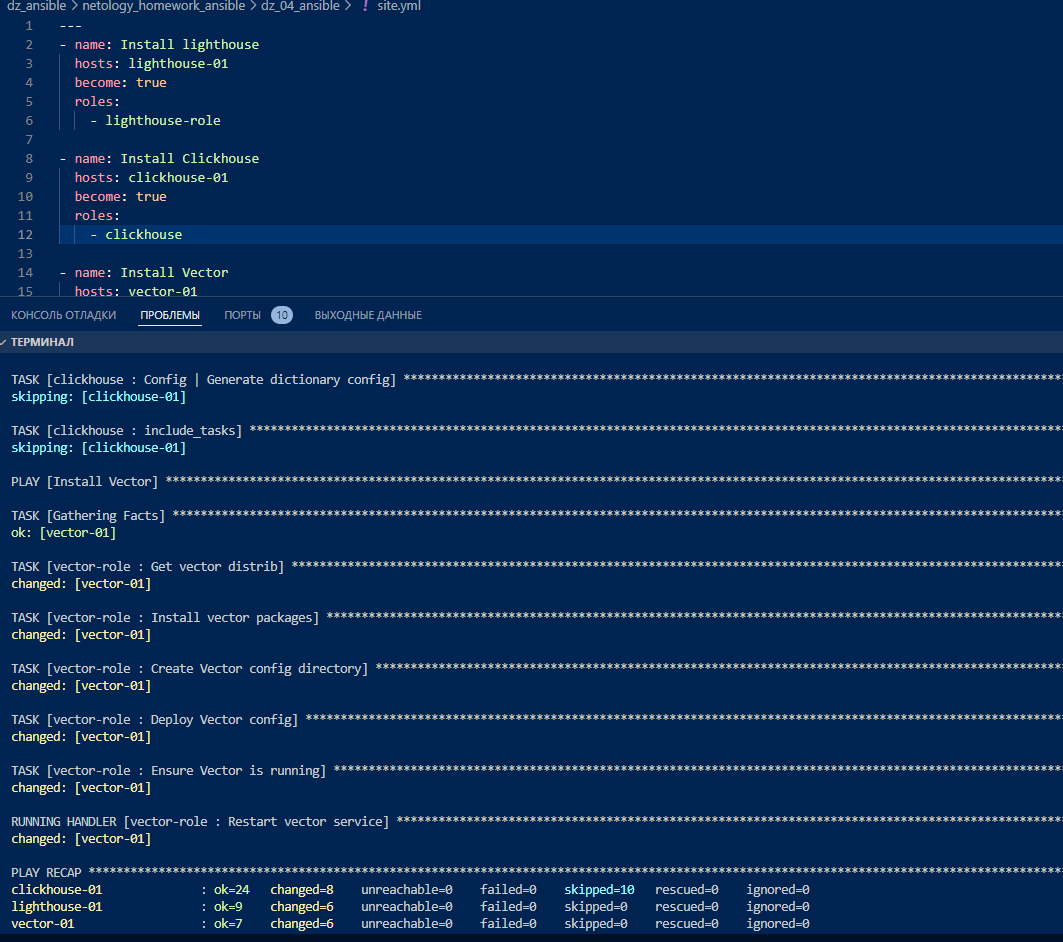 dz_ansible > netology_homework_ansible > dz_04_ansible > ! site.yml
1 ---
2 - name: Install lighthouse
3 hosts: lighthouse-01
4 become: true
5 roles:
6 - lighthouse-role
7
8 - name: Install Clickhouse
9 hosts: clickhouse-01
10 become: true
11 roles:
12 - clickhouse
13
14 - name: Install Vector
15 hosts: vector-01
КОНСОЛЬ ОТЛАДКИ ПРОБЛЕМЫ ПОРТЫ 10 ВЫХОДНЫЕ ДАННЫЕ
ТЕРМИНАЛ
TASK [clickhouse : Config | Generate dictionary config] **********************************************************************************************
skipping: [clickhouse-01]
TASK [clickhouse : include_tasks] ********************************************************************************************************************
skipping: [clickhouse-01]
PLAY [Install Vector] ********************************************************************************************************************************
TASK [Gathering Facts] *******************************************************************************************************************************
ok: [vector-01]
TASK [vector-role : Get vector distrib] **************************************************************************************************************
changed: [vector-01]
TASK [vector-role : Install vector packages] *********************************************************************************************************
changed: [vector-01]
TASK [vector-role : Create Vector config directory] **************************************************************************************************
changed: [vector-01]
TASK [vector-role : Deploy Vector config] ************************************************************************************************************
changed: [vector-01]
TASK [vector-role : Ensure Vector is running] ********************************************************************************************************
changed: [vector-01]
RUNNING HANDLER [vector-role : Restart vector service] ***********************************************************************************************
changed: [vector-01]
PLAY RECAP *******************************************************************************************************************************************
clickhouse-01 : ok=24 changed=8 unreachable=0 failed=0 skipped=10 rescued=0 ignored=0
lighthouse-01 : ok=9 changed=6 unreachable=0 failed=0 skipped=0 rescued=0 ignored=0
vector-01 : ok=7 changed=6 unreachable=0 failed=0 skipped=0 rescued=0 ignored=0